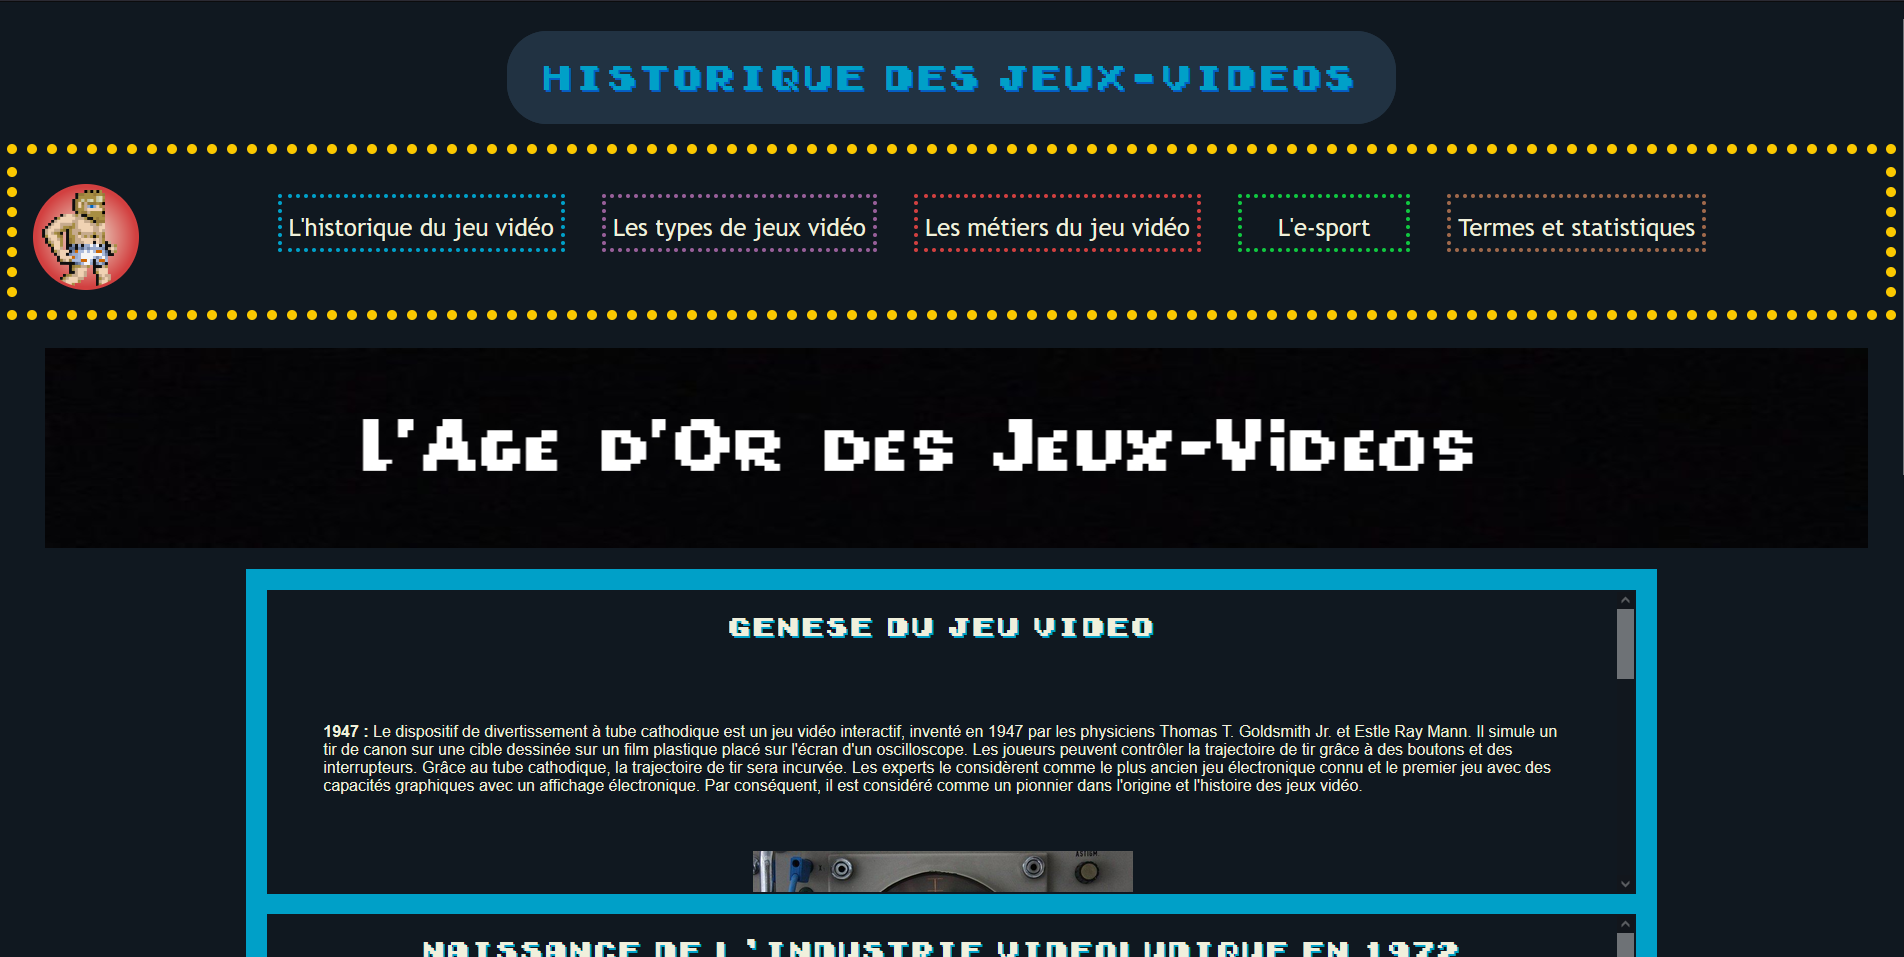 HISTORIQUE DES JEUX-VIDEOS
L'historique du jeu vidéo
Les types de jeux vidéo
Les métiers du jeu vidéo
L'e-sport
Termes et statistiques
L'Age d'Or des Jeux-Videos
GENESE DU JEU VIDEO
1947 : Le dispositif de divertissement à tube cathodique est un jeu vidéo interactif, inventé en 1947 par les physiciens Thomas T. Goldsmith Jr. et Estle Ray Mann. Il simule un
tir de canon sur une cible dessinée sur un film plastique placé sur l'écran d'un oscilloscope. Les joueurs peuvent contrôler la trajectoire de tir grâce à des boutons et des
interrupteurs. Grâce au tube cathodique, la trajectoire de tir sera incurvée. Les experts le considèrent comme le plus ancien jeu électronique connu et le premier jeu avec des
capacités graphiques avec un affichage électronique. Par conséquent, il est considéré comme un pionnier dans l'origine et l'histoire des jeux vidéo.
ASTIGM.
NAISSANCE DE L'INDUSTRIE VIDEOLUDIQUE EN 1972